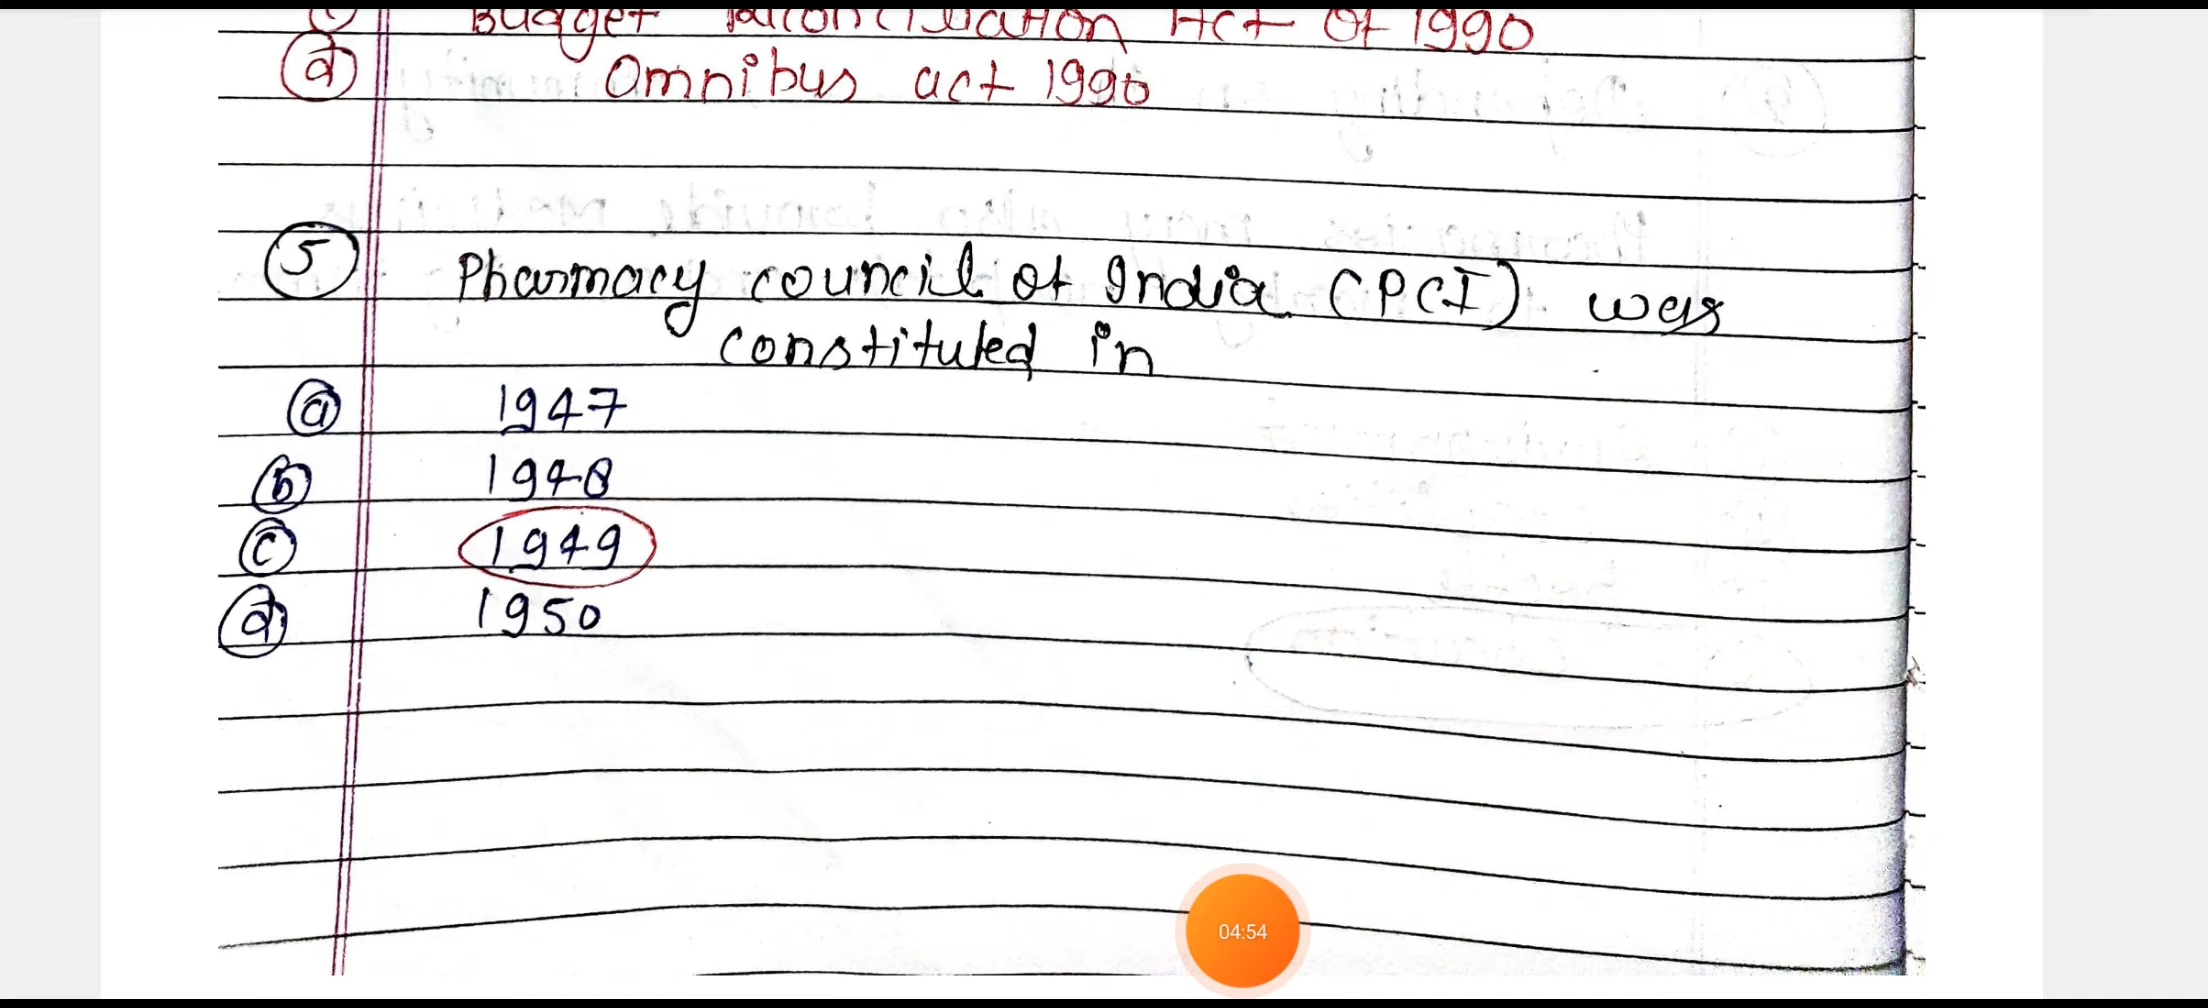 Budget Reconciliation Act of 1990
(d) Omnibus act 1990
(5) Pharmacy council of India (PCI) was
constituted in
(a) 1947
(b) 1948
(c) 1949
(d) 1950
04:54